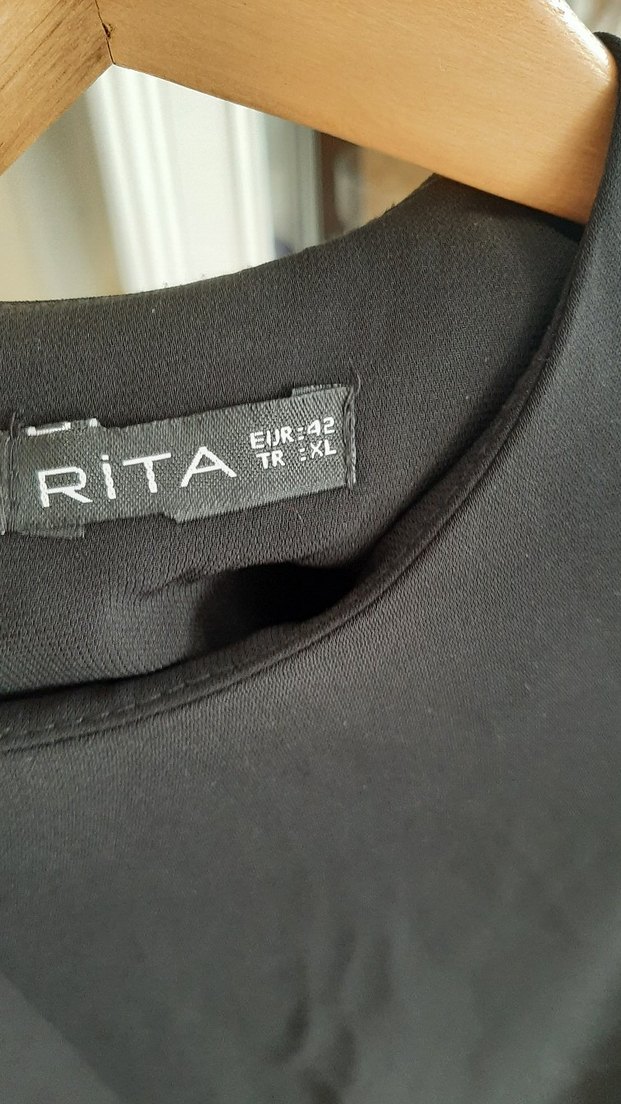 RİTA
EUR : 42
TR : XL